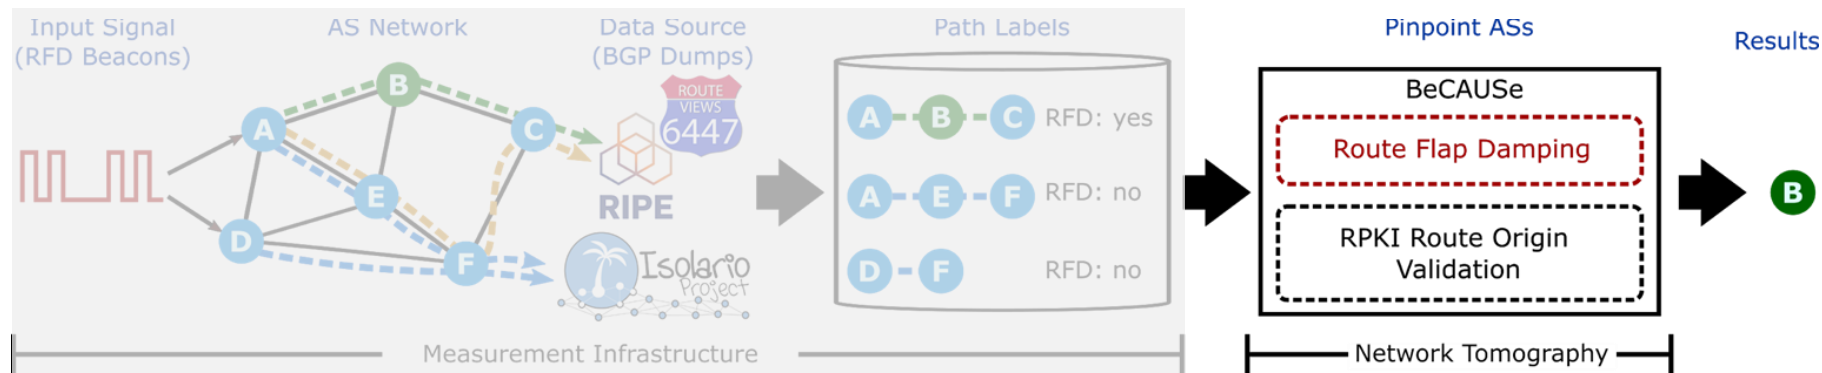 Input Signal
(RFD Beacons)
AS Network
Data Source
(BGP Dumps)
Path Labels
Pinpoint ASs
Results
A
B
C
D
E
F
ROUTE
VIEWS
6447
RIPE
Isolario
Project
A B C RFD: yes
A E F RFD: no
D F RFD: no
BeCAUSe
Route Flap Damping
RPKI Route Origin
Validation
B
Measurement Infrastructure
Network Tomography